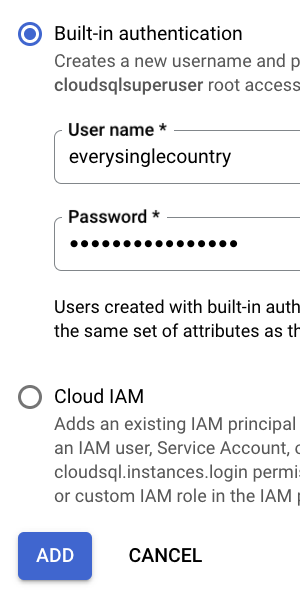 Built-in authentication
Creates a new username and p
cloudsqlsuperuser root access
User name *
everysinglecountry
Password *
••••••••••••••••
Users created with built-in auth
the same set of attributes as th
Cloud IAM
Adds an existing IAM principal
an IAM user, Service Account, o
cloudsql.instances.login permis
or custom IAM role in the IAM p
ADD CANCEL